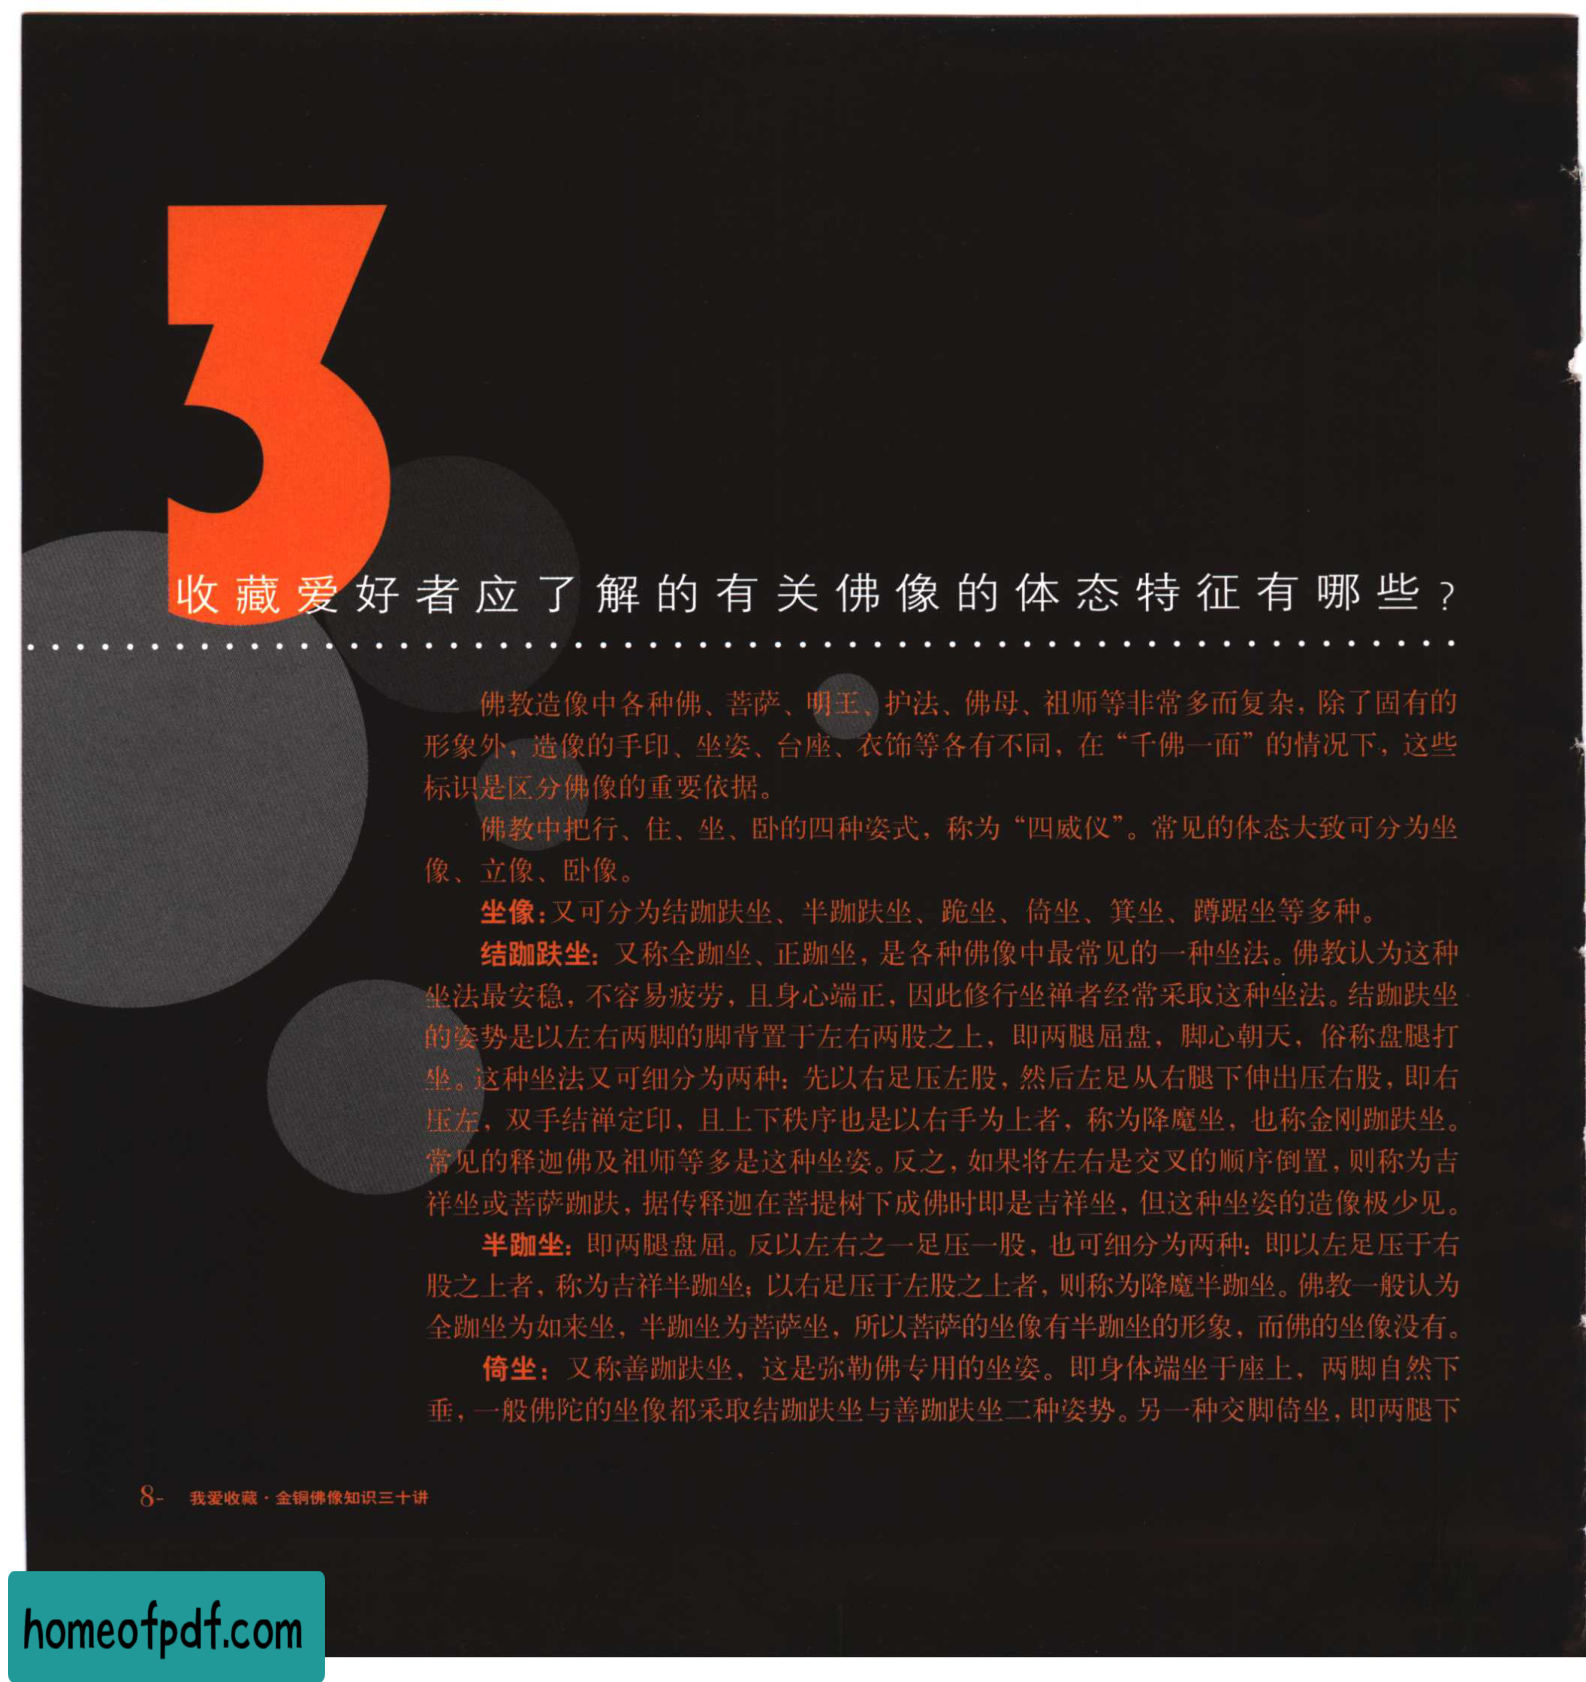 3
收藏爱好者应了解的有关佛像的体态特征有哪些?
佛教造像中各种佛、菩萨、明王、护法、佛母、祖师等非常多而复杂，除了固有的
形象外，造像的手印、坐姿、台座、衣饰等各有不同，在“千佛一面”的情况下，这些
标识是区分佛像的重要依据。
佛教中把行、住、坐、卧的四种姿式，称为“四威仪”。常见的体态大致可分为坐
像、立像、卧像。
坐像：又可分为结跏趺坐、半跏趺坐、跪坐、倚坐、箕坐、蹲踞坐等多种。
结跏趺坐：又称全跏坐、正跏坐，是各种佛像中最常见的一种坐法。佛教认为这种
坐法最安稳，不容易疲劳，且身心端正，因此修行坐禅者经常采取这种坐法。结跏趺坐
的姿势是以左右两脚的脚背置于左右两股之上，即两腿屈盘，脚心朝天，俗称盘腿打
坐。这种坐法又可细分为两种：先以右足压左股，然后左足从右腿下伸出压右股，即右
压左，双手结禅定印，且上下秩序也是以右手为上者，称为降魔坐，也称金刚跏趺坐。
常见的释迦佛及祖师等多是这种坐姿。反之，如果将左右是交叉的顺序倒置，则称为吉
祥坐或菩萨跏趺，据传释迦在菩提树下成佛时即是吉祥坐，但这种坐姿的造像极少见。
半跏坐：即两腿盘屈。反以左右之一足压一股，也可细分为两种：即以左足压于右
股之上者，称为吉祥半跏坐；以右足压于左股之上者，则称为降魔半跏坐。佛教一般认为
全跏坐为如来坐，半跏坐为菩萨坐，所以菩萨的坐像有半跏坐的形象，而佛的坐像没有。
倚坐：又称善跏趺坐，这是弥勒佛专用的坐姿。即身体端坐于座上，两脚自然下
垂，一般佛陀的坐像都采取结跏趺坐与善跏趺坐二种姿势。另一种交脚倚坐，即两腿下
8- 我爱收藏·金铜佛像知识三十讲
homeofpdf.com